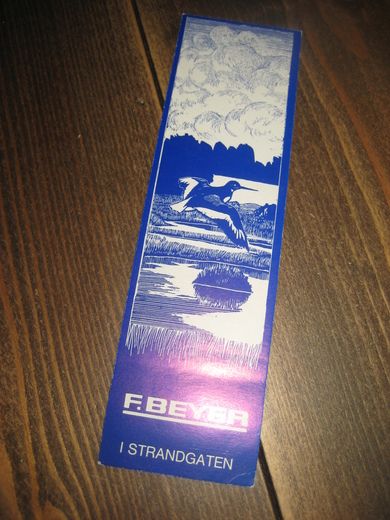 F. BEYER
I STRANDGATEN